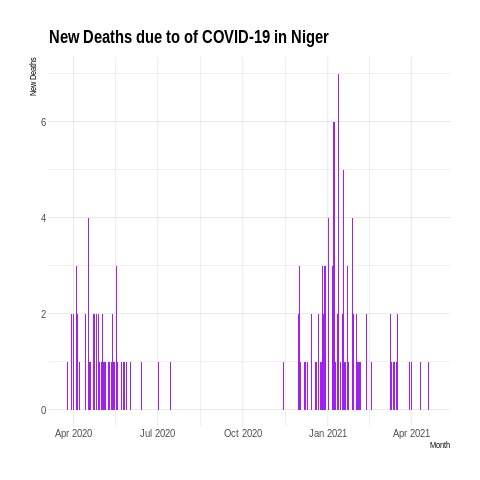 New Deaths due to of COVID-19 in Niger
New Deaths
6
4
2
0
Apr 2020 Jul 2020 Oct 2020 Jan 2021 Apr 2021
Month